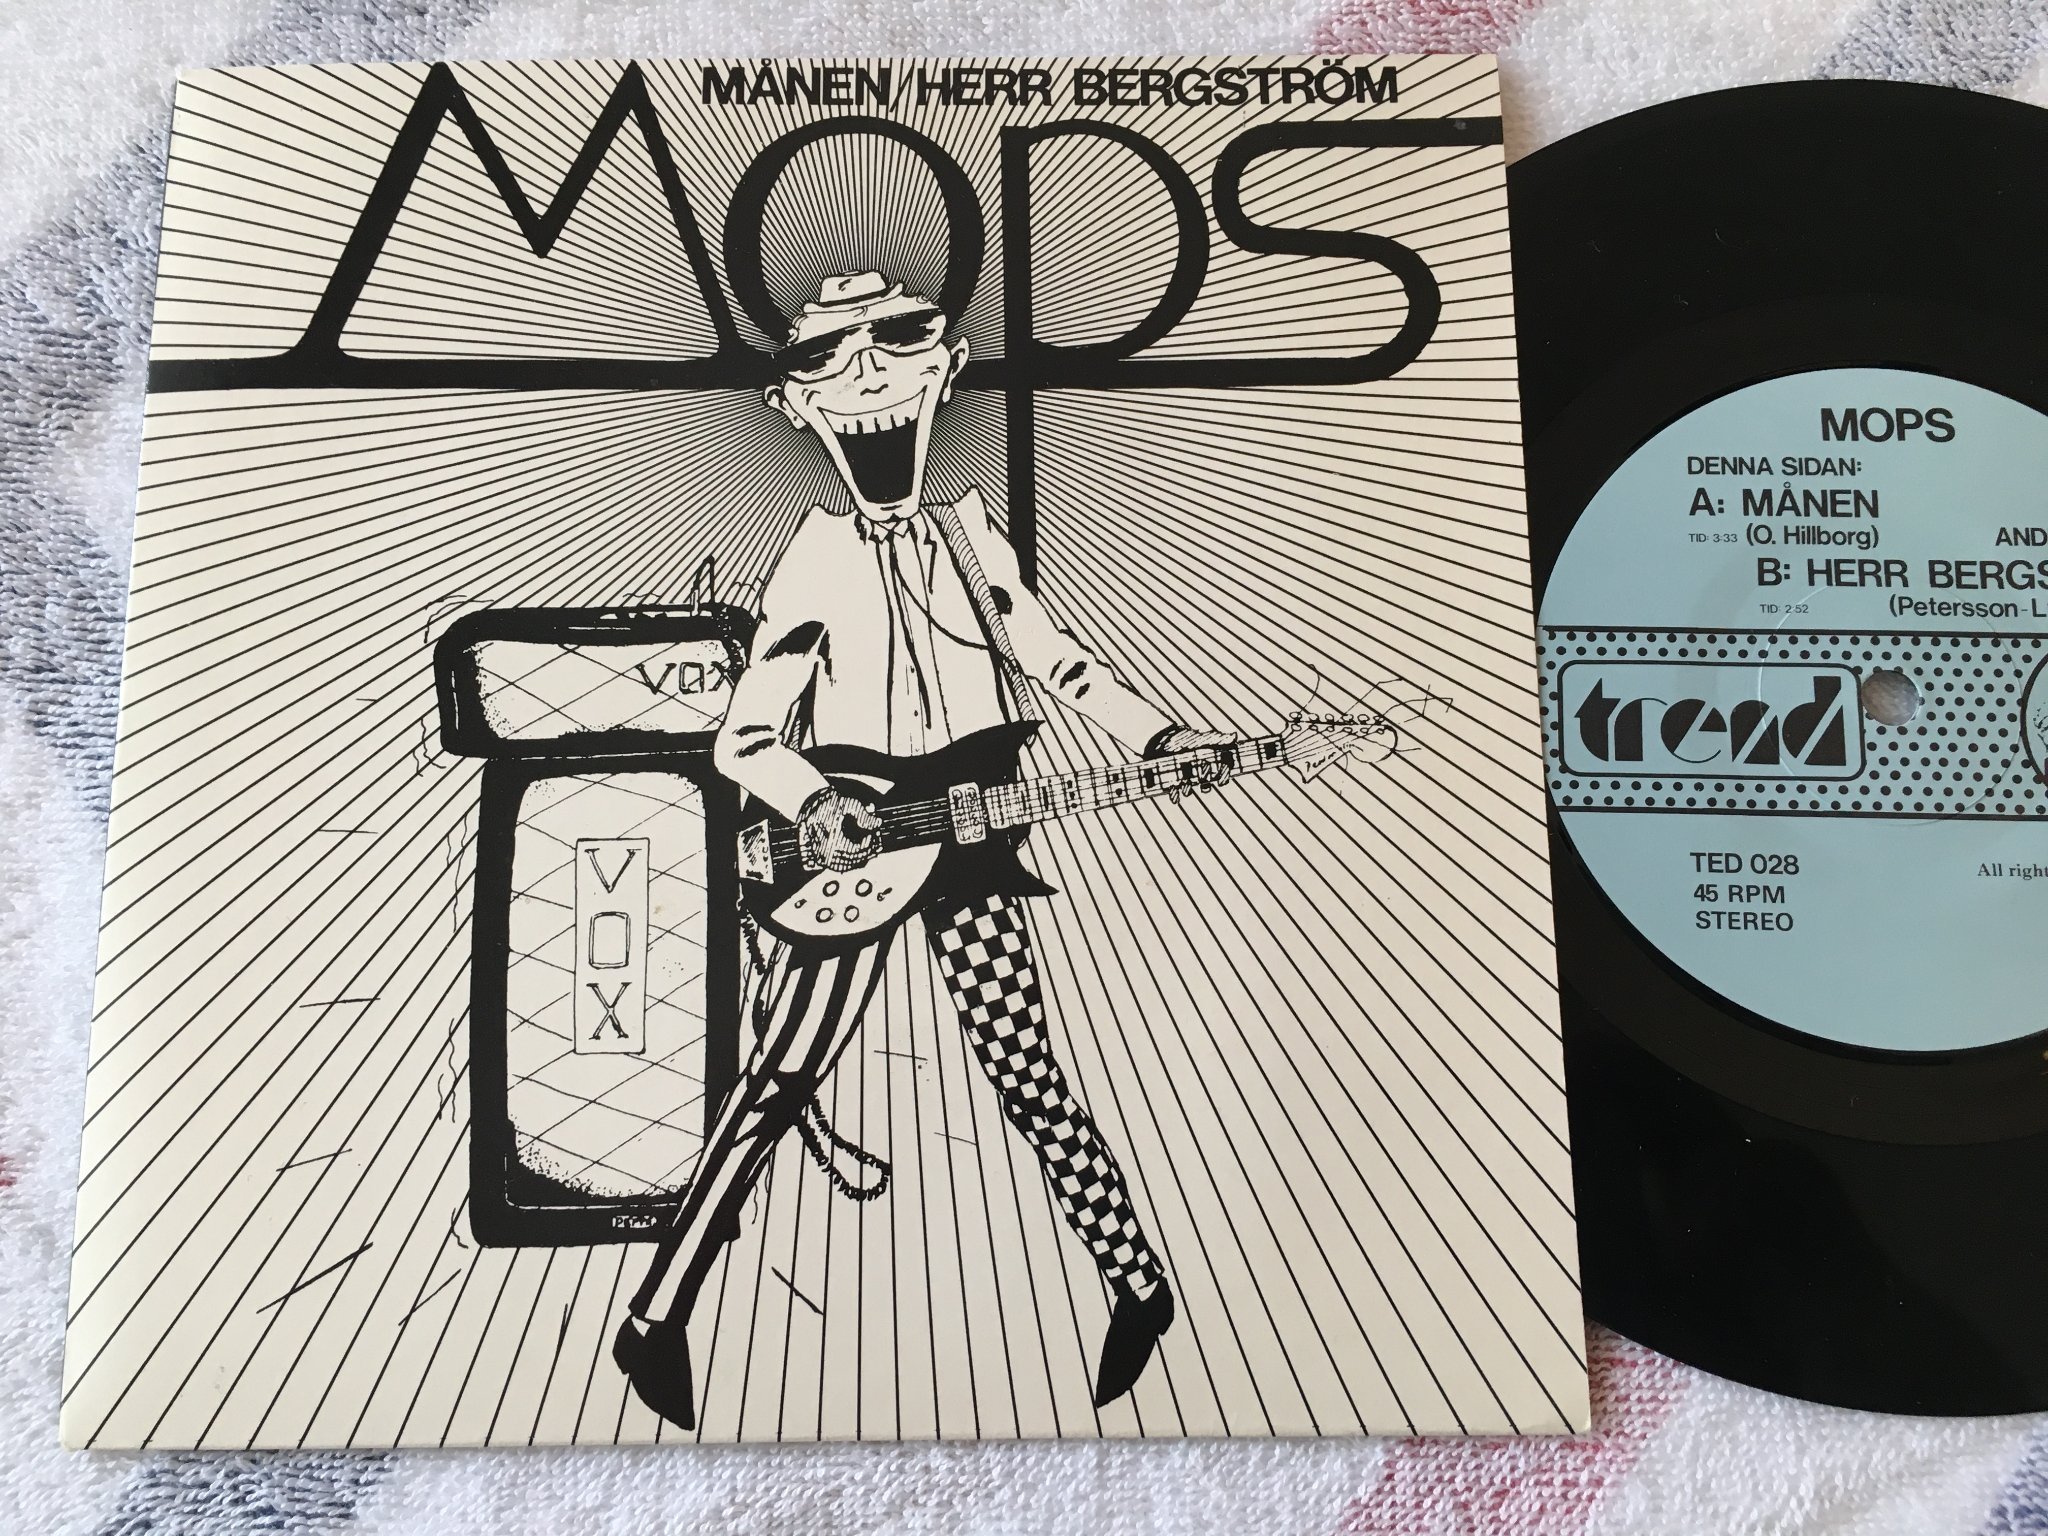 MÅNEN/HERR BERGSTRÖM
MOPS
VOX
VOX
MOPS
DENNA SIDAN:
A: MÅNEN
TID: 3:33 (O. Hillborg)
AND
B: HERR BERGS
TID: 2:52 (Petersson-L
trend
TED 028
45 RPM
STEREO
All right